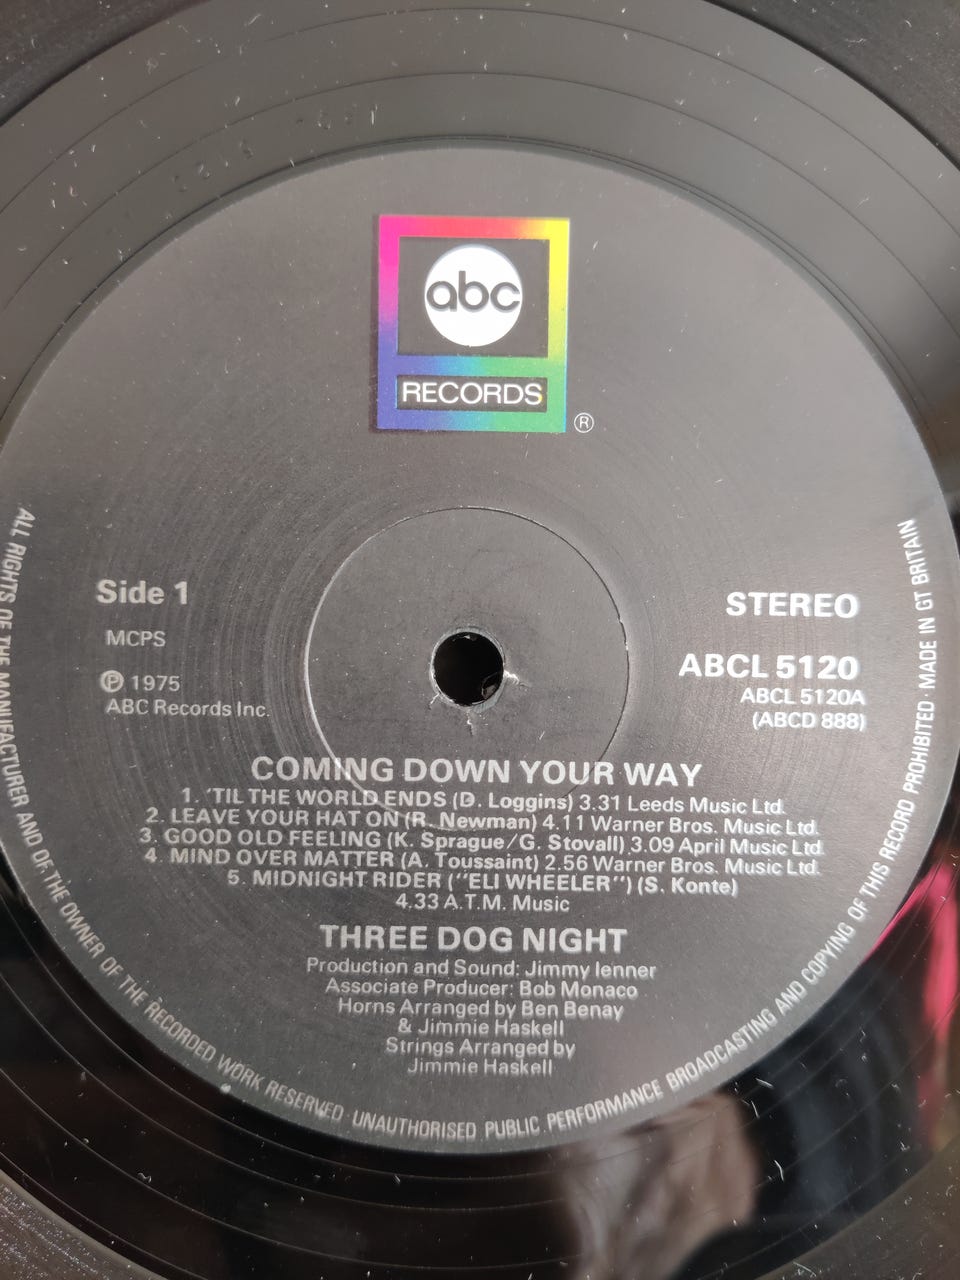 abc
RECORDS
®
Side 1
MCPS
℗ 1975
ABC Records Inc.
STEREO
ABCL 5120
ABCL 5120A
(ABCD 888)
COMING DOWN YOUR WAY
1. 'TIL THE WORLD ENDS (D. Loggins) 3.31 Leeds Music Ltd.
2. LEAVE YOUR HAT ON (R. Newman) 4.11 Warner Bros. Music Ltd.
3. GOOD OLD FEELING (K. Sprague/G. Stovall) 3.09 April Music Ltd.
4. MIND OVER MATTER (A. Toussaint) 2.56 Warner Bros. Music Ltd.
5. MIDNIGHT RIDER ("ELI WHEELER") (S. Konte)
4.33 A.T.M. Music
THREE DOG NIGHT
Production and Sound: Jimmy Ienner
Associate Producer: Bob Monaco
Horns Arranged by Ben Benay
& Jimmie Haskell
Strings Arranged by
Jimmie Haskell
ALL RIGHTS OF THE MANUFACTURER AND OF THE OWNER OF THE RECORDED WORK RESERVED · UNAUTHORISED PUBLIC PERFORMANCE BROADCASTING AND COPYING OF THIS RECORD PROHIBITED · MADE IN GT BRITAIN